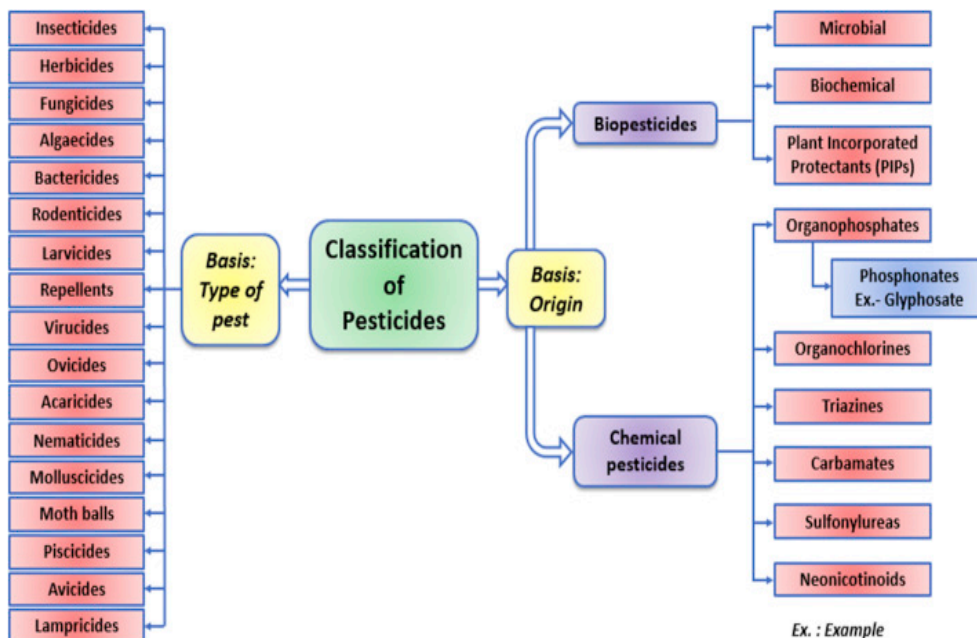 Insecticides
Herbicides
Fungicides
Algaecides
Bactericides
Rodenticides
Larvicides
Repellents
Virucides
Ovicides
Acaricides
Nematicides
Molluscicides
Moth balls
Piscicides
Avicides
Lampricides
Basis:
Type of
pest
Classification
of
Pesticides
Basis:
Origin
Biopesticides
Microbial
Biochemical
Plant Incorporated
Protectants (PIPs)
Chemical
pesticides
Organophosphates
Phosphonates
Ex.- Glyphosate
Organochlorines
Triazines
Carbamates
Sulfonylureas
Neonicotinoids
Ex. : Example